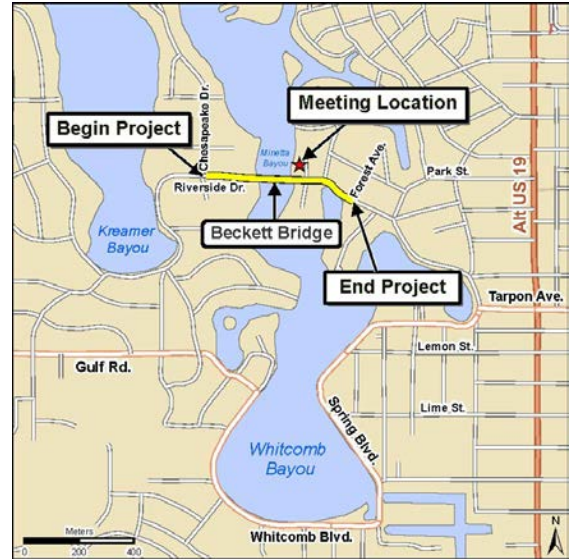 Meeting Location
Begin Project
Chesapeake Dr.
Minetta
Bayou
Forest Ave.
Park St.
Riverside Dr.
Alt US 19
Beckett Bridge
Kreamer
Bayou
End Project
Tarpon Ave.
Lemon St.
Gulf Rd.
Lime St.
Spring Blvd.
Whitcomb
Bayou
Meters
0 200 400
Whitcomb Blvd.
N